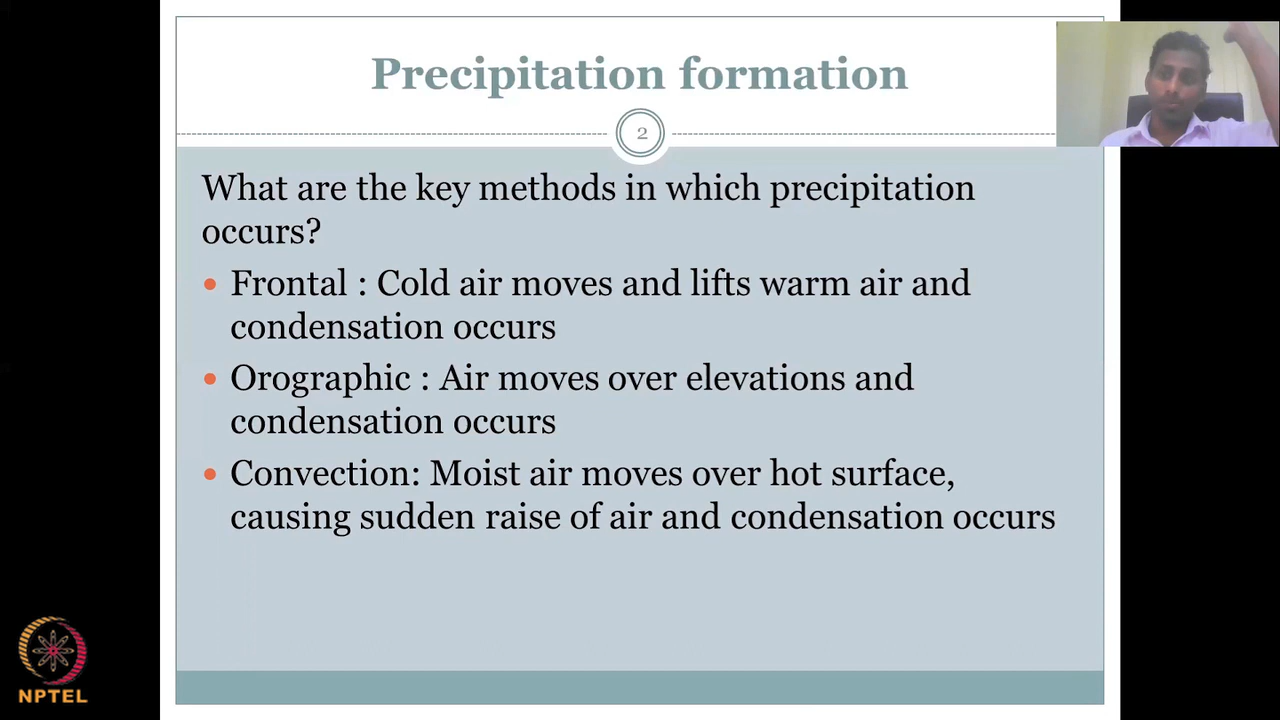 Precipitation formation
2
What are the key methods in which precipitation
occurs?
• Frontal : Cold air moves and lifts warm air and
condensation occurs
• Orographic : Air moves over elevations and
condensation occurs
• Convection: Moist air moves over hot surface,
causing sudden raise of air and condensation occurs
NPTEL